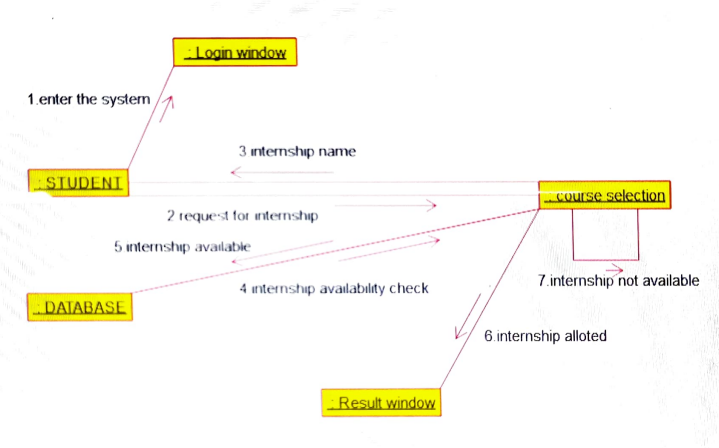 : Login window
1.enter the system
3 internship name
: STUDENT
: course selection
2 request for internship
5 internship available
7.internship not available
4 internship availability check
: DATABASE
6.internship alloted
: Result window